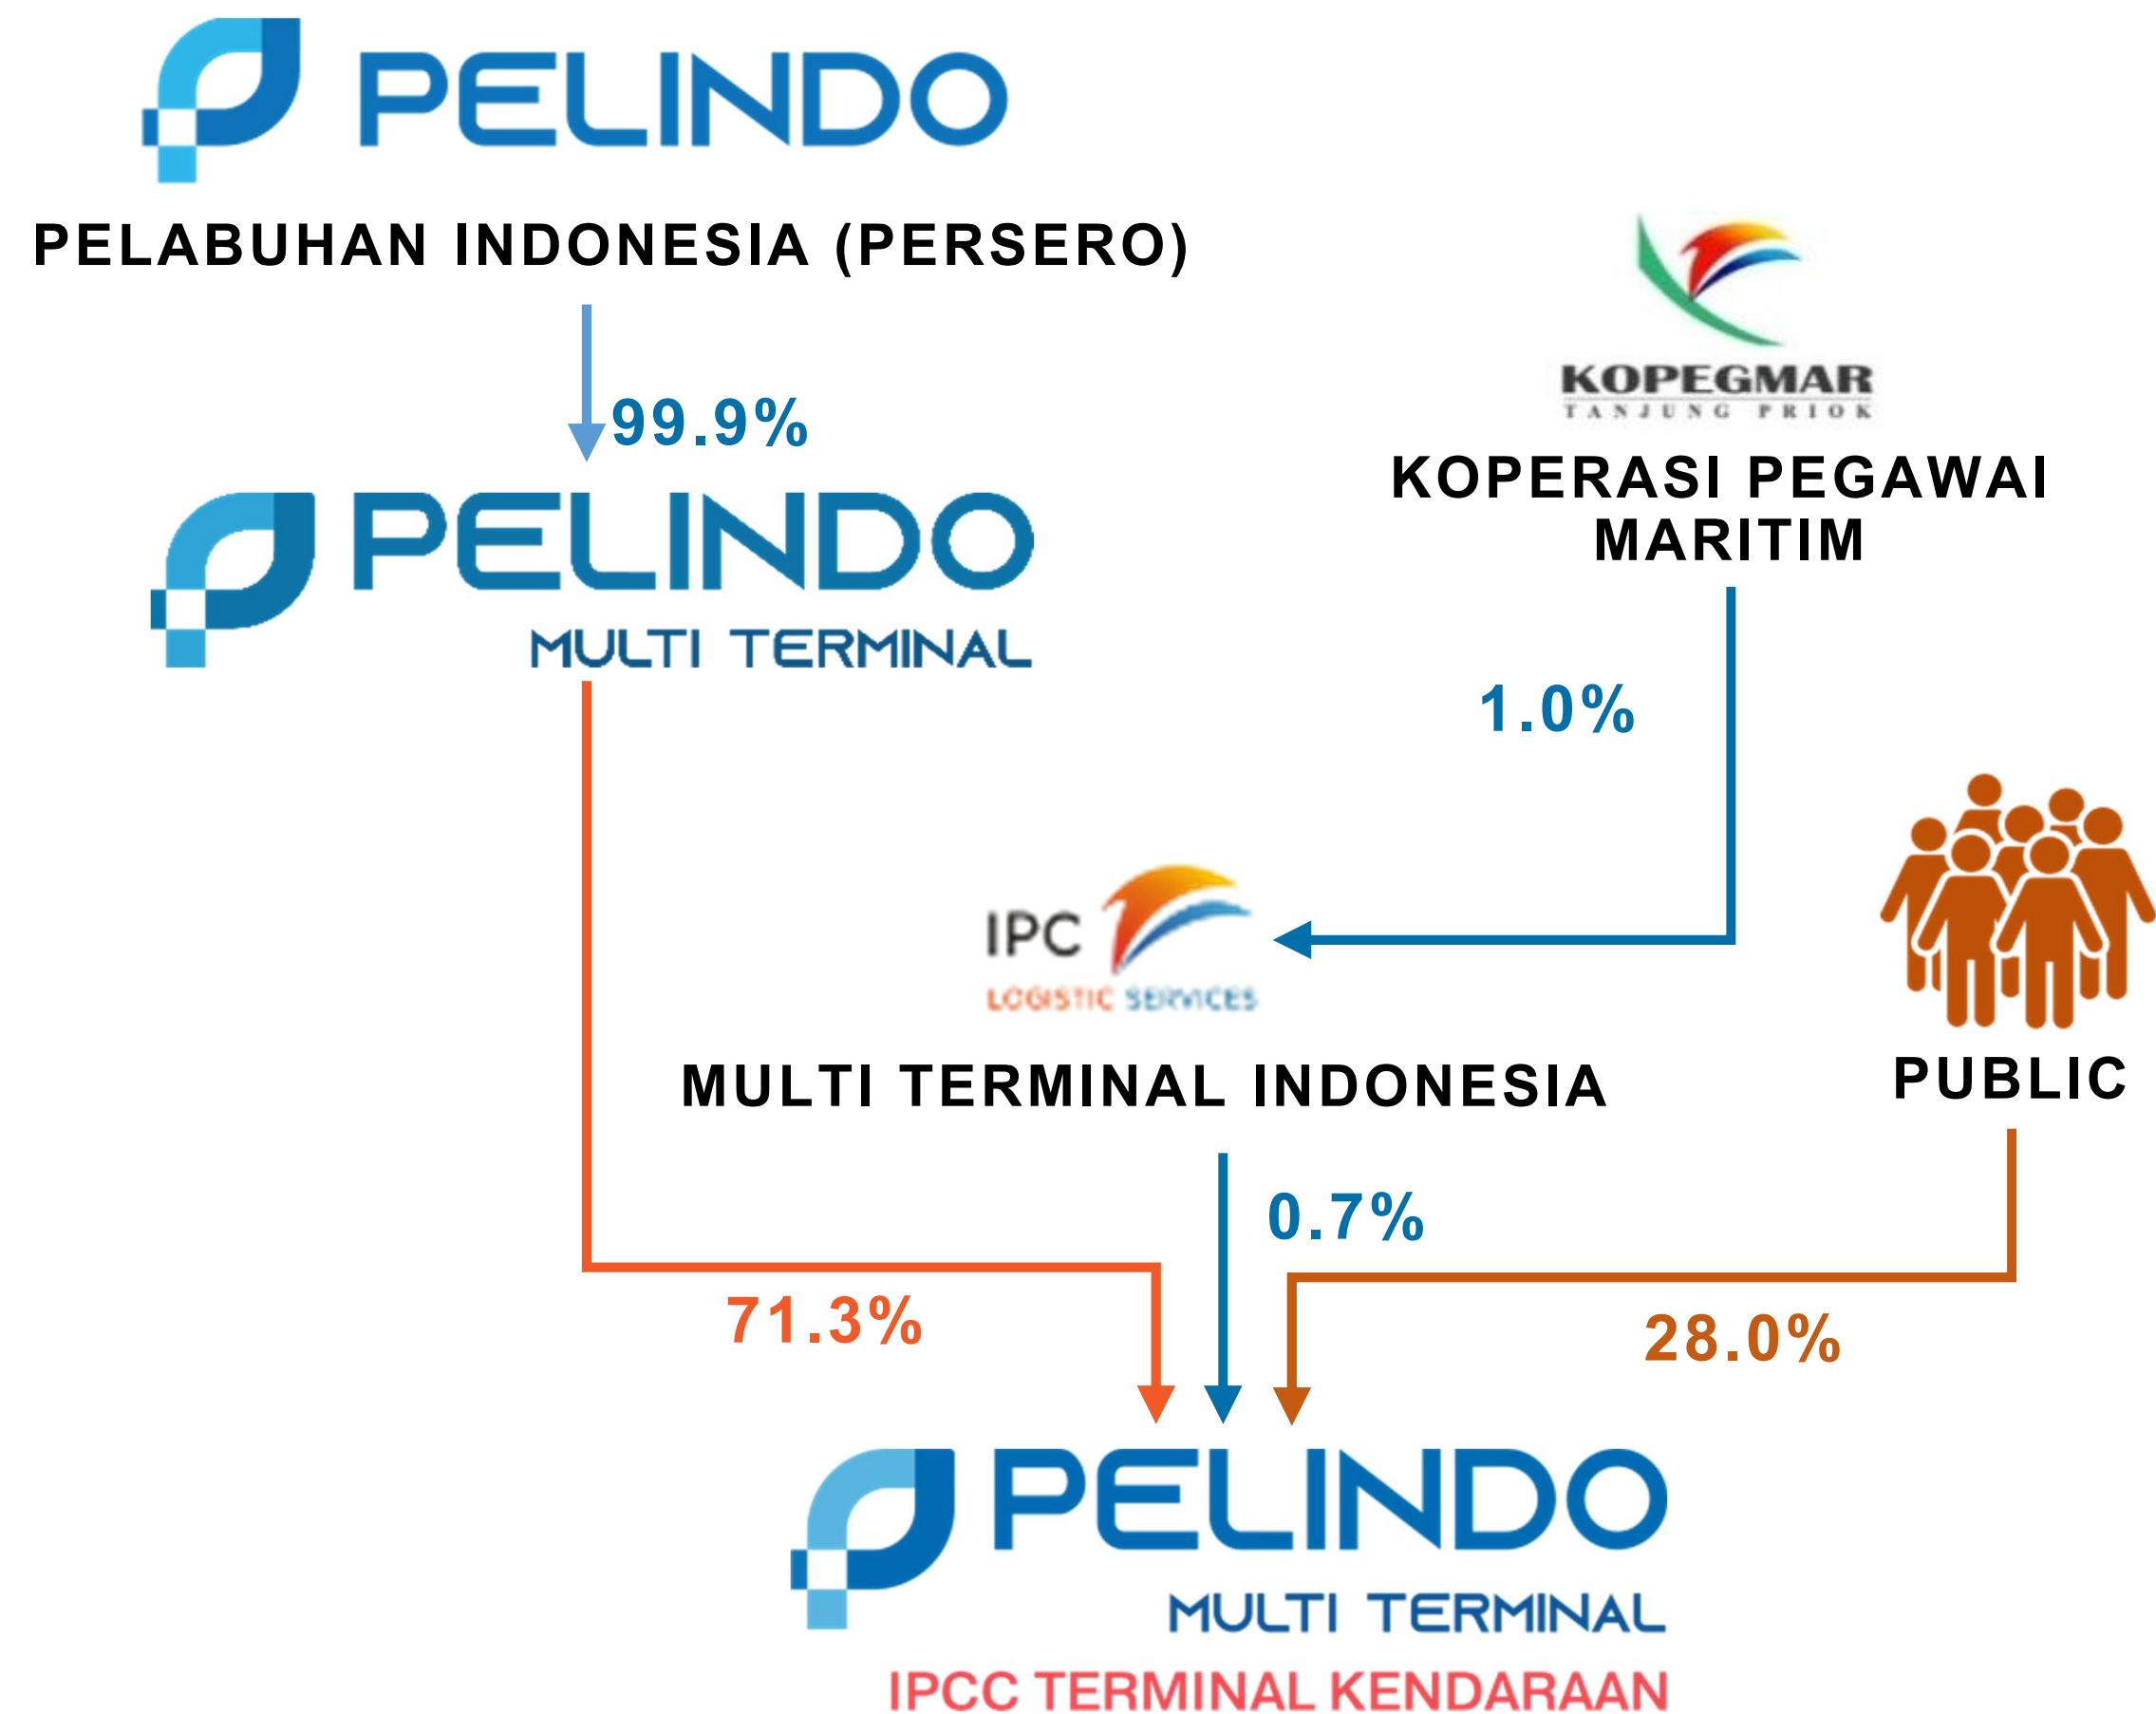 PELINDO
PELABUHAN INDONESIA (PERSERO)
99.9%
PELINDO
MULTI TERMINAL
KOPEGMAR
TANJUNG PRIOK
KOPERASI PEGAWAI
MARITIM
1.0%
IPC
LOGISTIC SERVICES
MULTI TERMINAL INDONESIA
PUBLIC
0.7%
71.3%
28.0%
PELINDO
MULTI TERMINAL
IPCC TERMINAL KENDARAAN